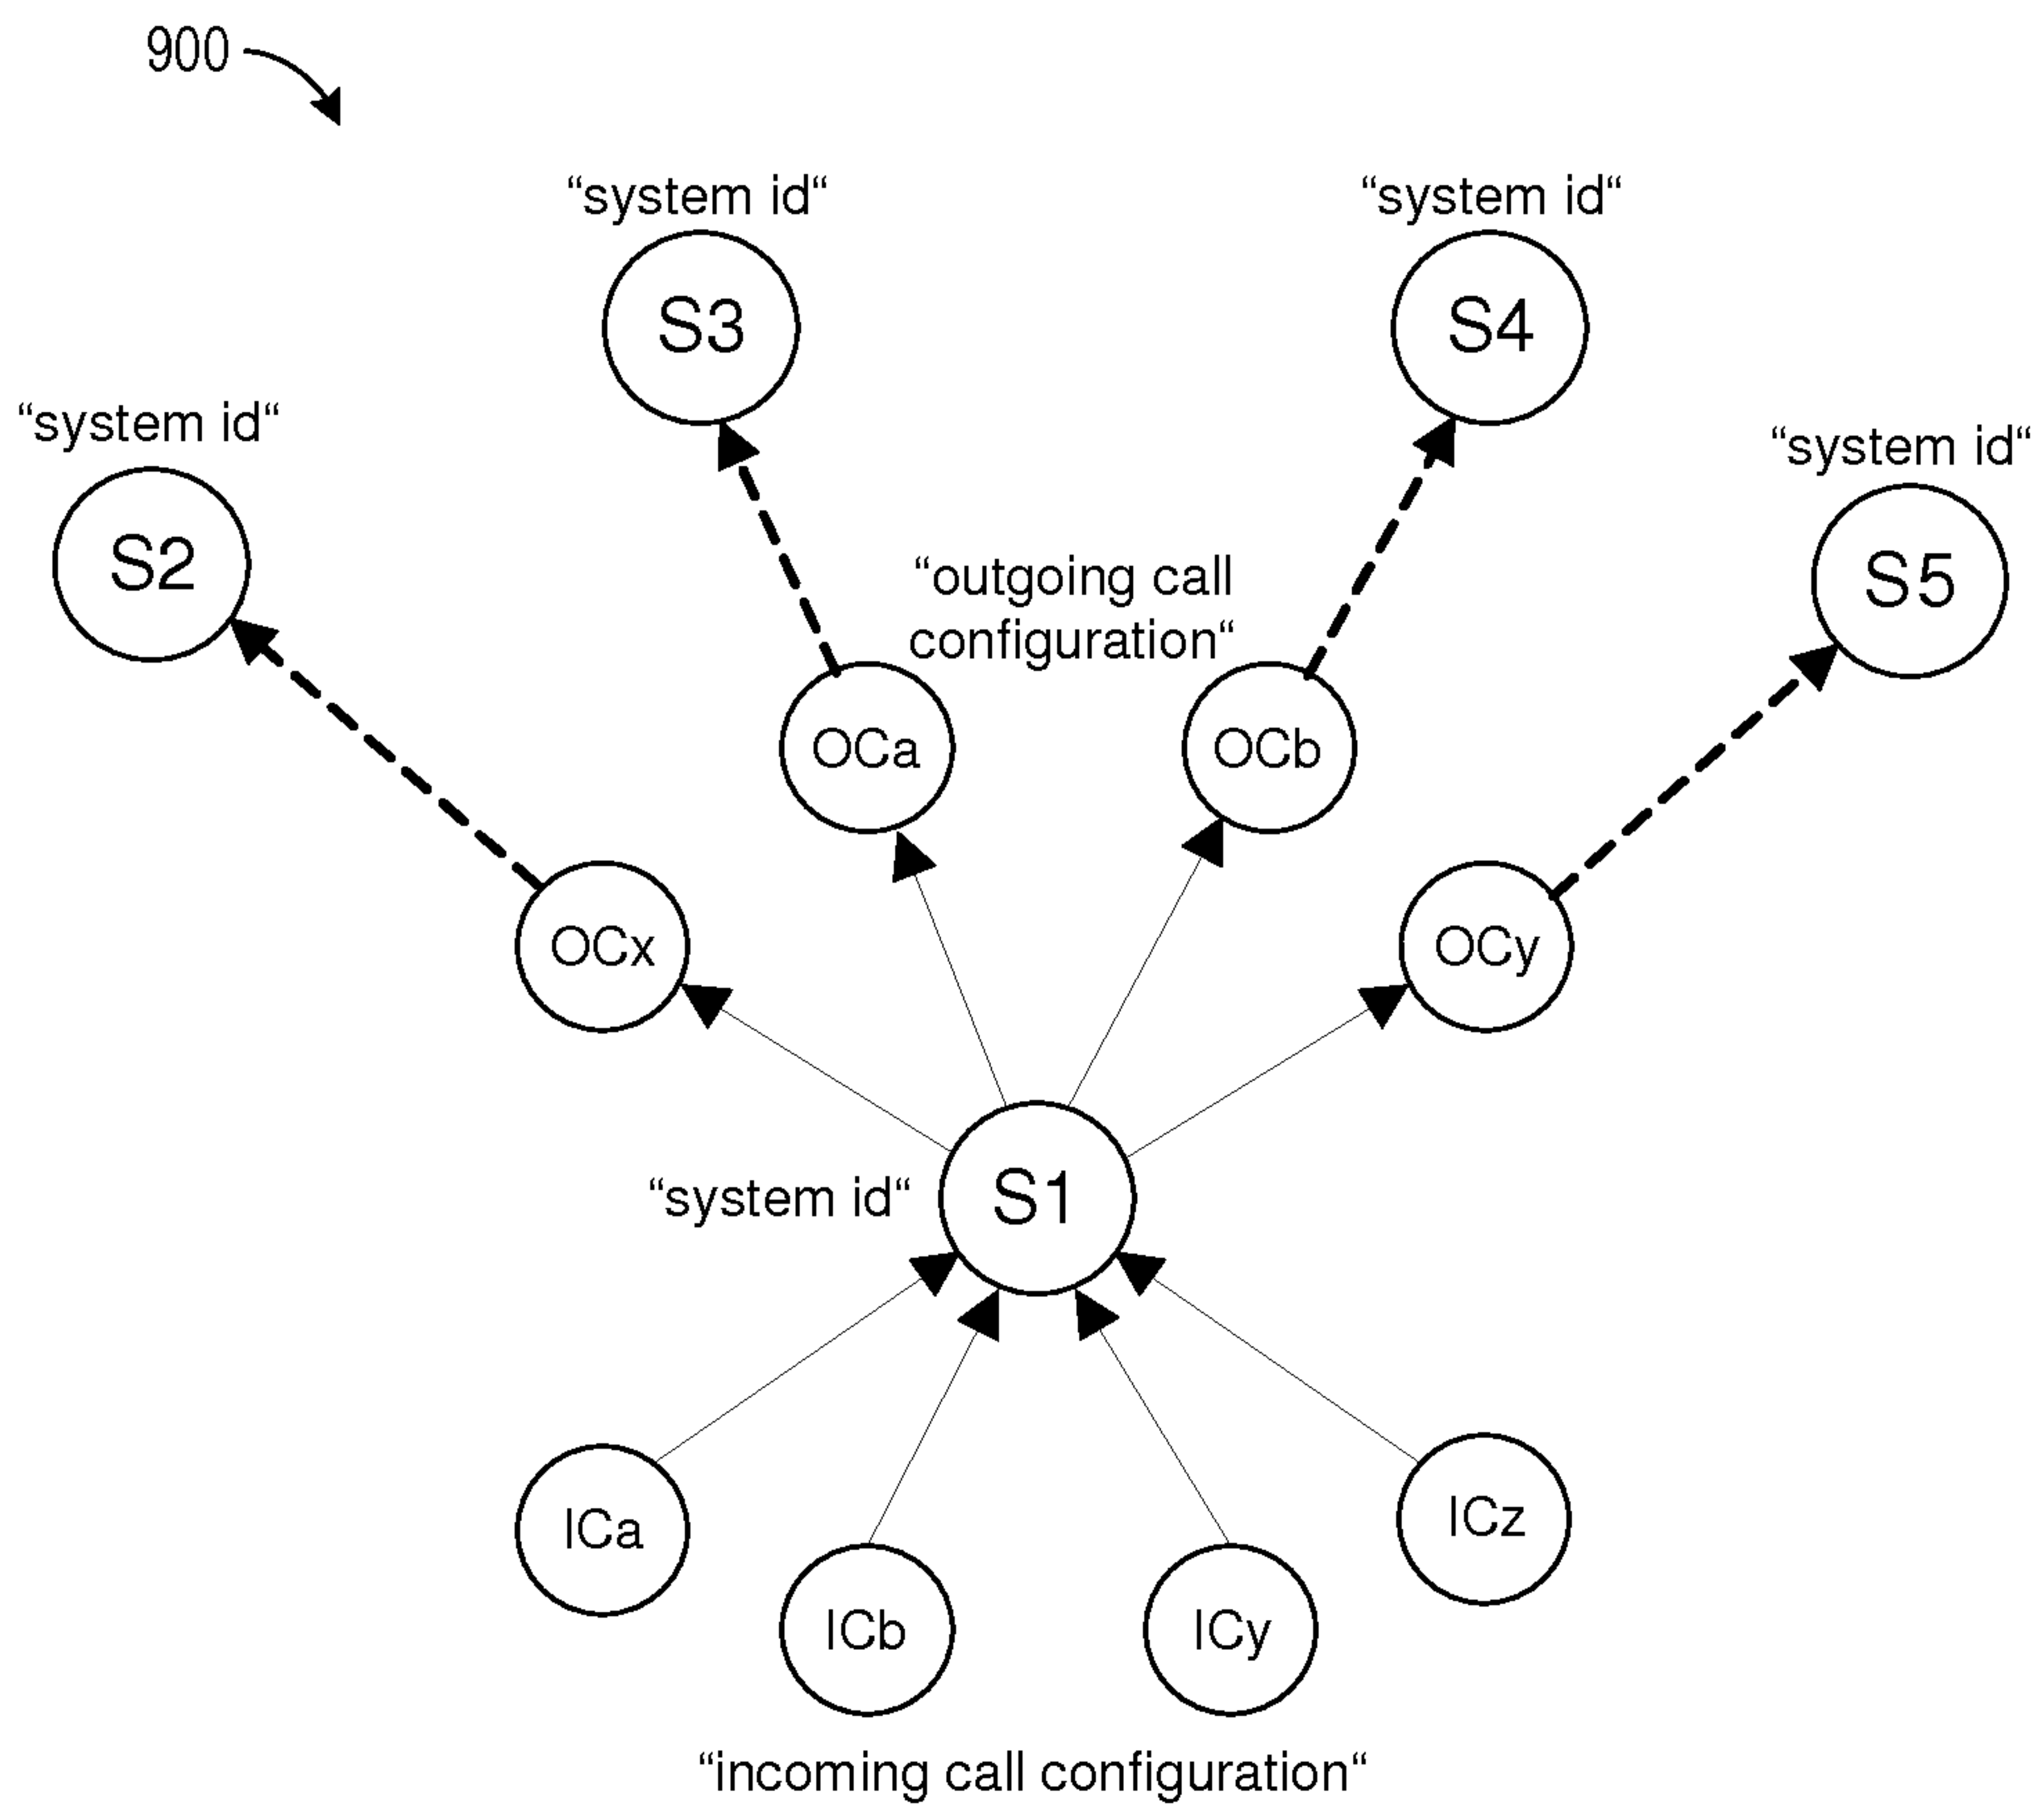 900
“system id“
“system id“
S3
S4
“system id“
“system id“
S2
S5
“outgoing call
configuration“
OCa
OCb
OCx
OCy
“system id“
S1
ICa
ICz
ICb
ICy
“incoming call configuration“